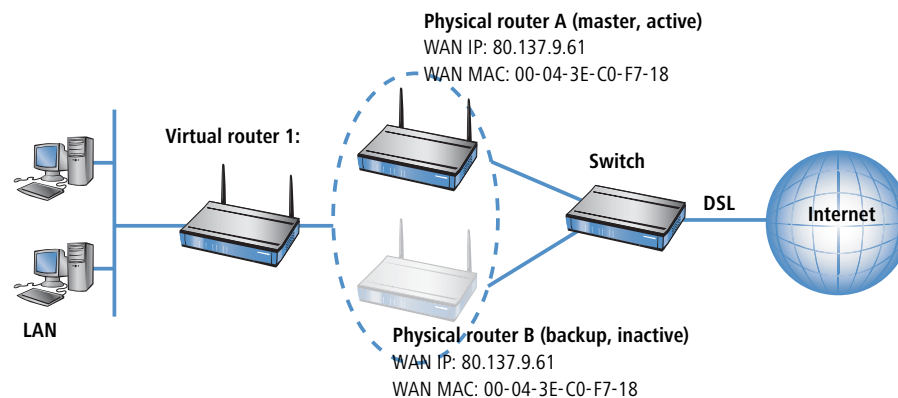 Physical router A (master, active)
WAN IP: 80.137.9.61
WAN MAC: 00-04-3E-C0-F7-18
Virtual router 1:
Switch
DSL
Internet
LAN
Physical router B (backup, inactive)
WAN IP: 80.137.9.61
WAN MAC: 00-04-3E-C0-F7-18